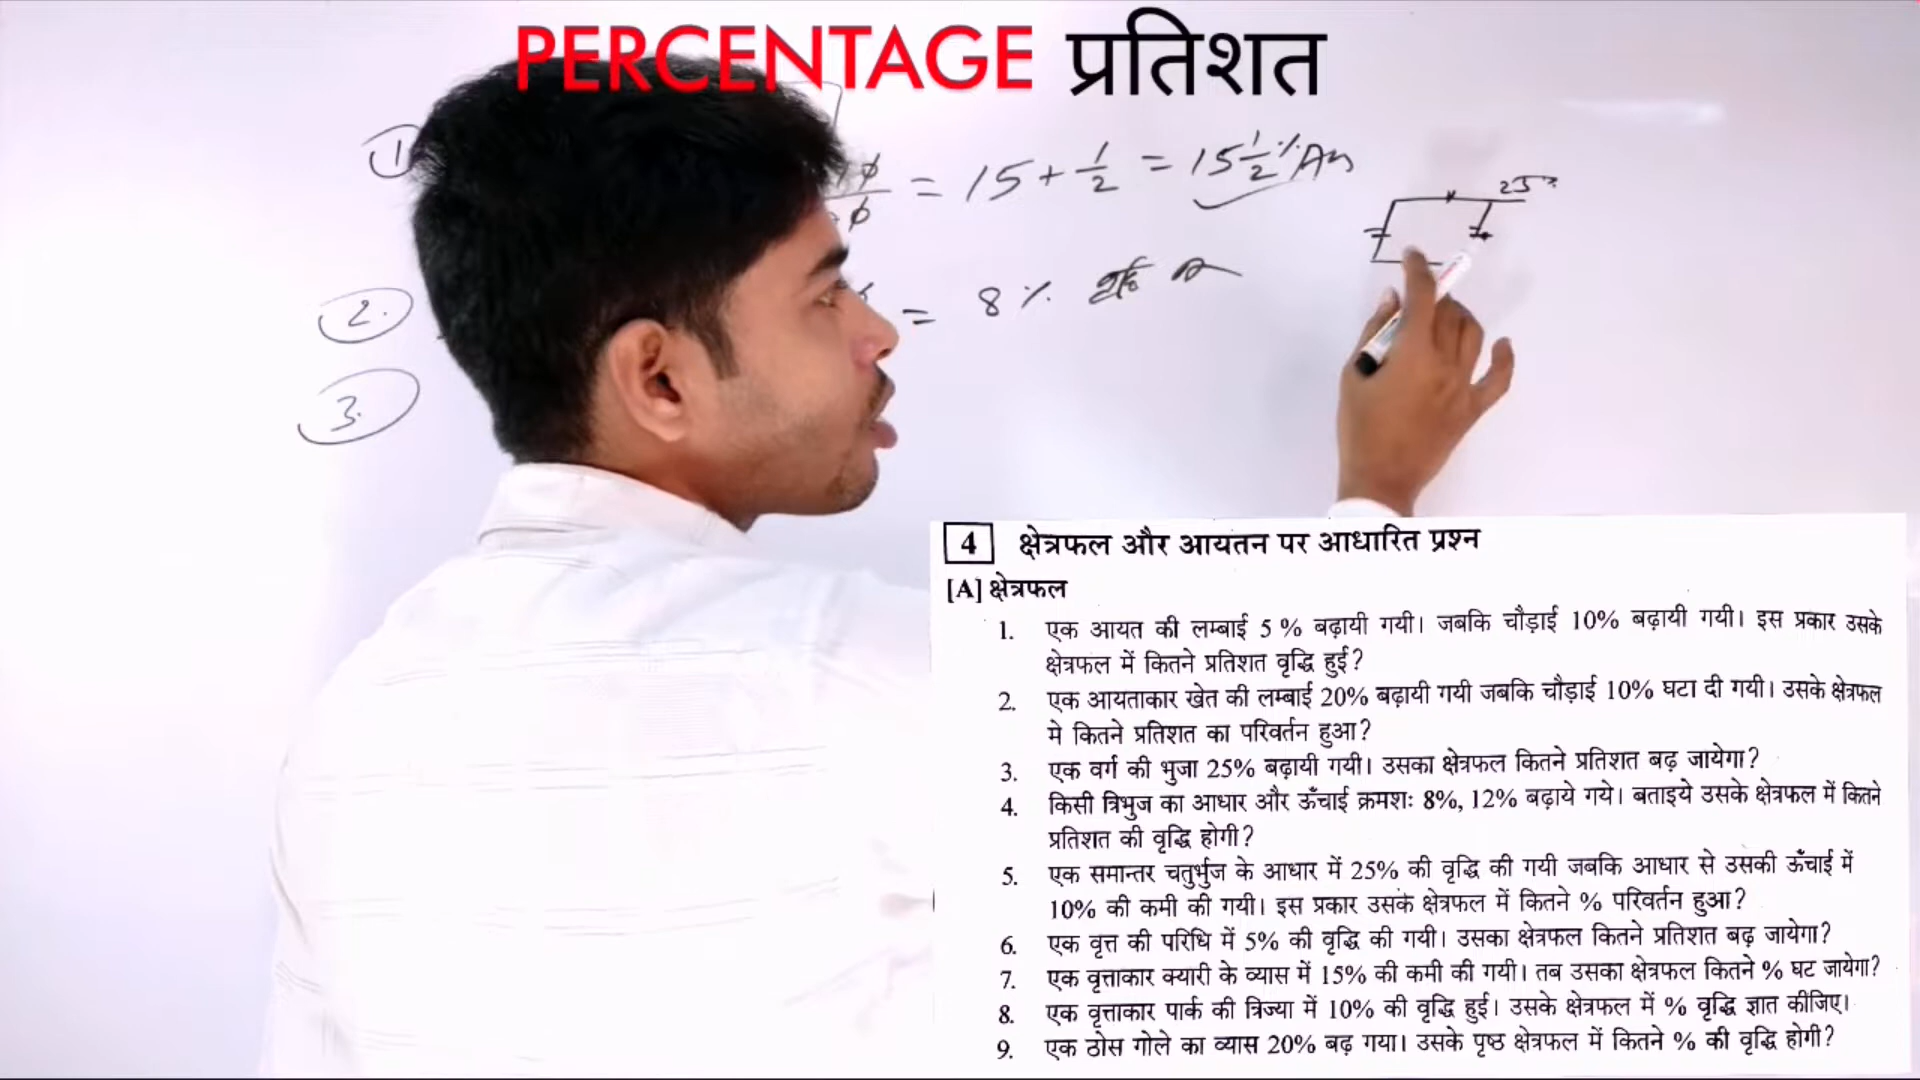 PERCENTAGE प्रतिशत
1
= 15 + 1/2 = 15 1/2 % An
25%
2.
= 8 %
3.
4 क्षेत्रफल और आयतन पर आधारित प्रश्न
[A] क्षेत्रफल
1. एक आयत की लम्बाई 5 % बढ़ायी गयी। जबकि चौड़ाई 10% बढ़ायी गयी। इस प्रकार उसके
क्षेत्रफल में कितने प्रतिशत वृद्धि हुई?
2. एक आयताकार खेत की लम्बाई 20% बढ़ायी गयी जबकि चौड़ाई 10% घटा दी गयी। उसके क्षेत्रफल
मे कितने प्रतिशत का परिवर्तन हुआ?
3. एक वर्ग की भुजा 25% बढ़ायी गयी। उसका क्षेत्रफल कितने प्रतिशत बढ़ जायेगा?
4. किसी त्रिभुज का आधार और ऊँचाई क्रमशः 8%, 12% बढ़ाये गये। बताइये उसके क्षेत्रफल में कितने
प्रतिशत की वृद्धि होगी?
5. एक समान्तर चतुर्भुज के आधार में 25% की वृद्धि की गयी जबकि आधार से उसकी ऊँचाई में
10% की कमी की गयी। इस प्रकार उसके क्षेत्रफल में कितने % परिवर्तन हुआ?
6. एक वृत्त की परिधि में 5% की वृद्धि की गयी। उसका क्षेत्रफल कितने प्रतिशत बढ़ जायेगा?
7. एक वृत्ताकार क्यारी के व्यास में 15% की कमी की गयी। तब उसका क्षेत्रफल कितने % घट जायेगा?
8. एक वृत्ताकार पार्क की त्रिज्या में 10% की वृद्धि हुई। उसके क्षेत्रफल में % वृद्धि ज्ञात कीजिए।
9. एक ठोस गोले का व्यास 20% बढ़ गया। उसके पृष्ठ क्षेत्रफल में कितने % की वृद्धि होगी?